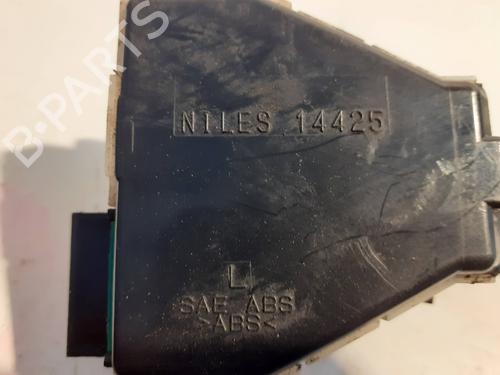 B-PARTS
NILES 14425
L
SAE ABS
>ABS<